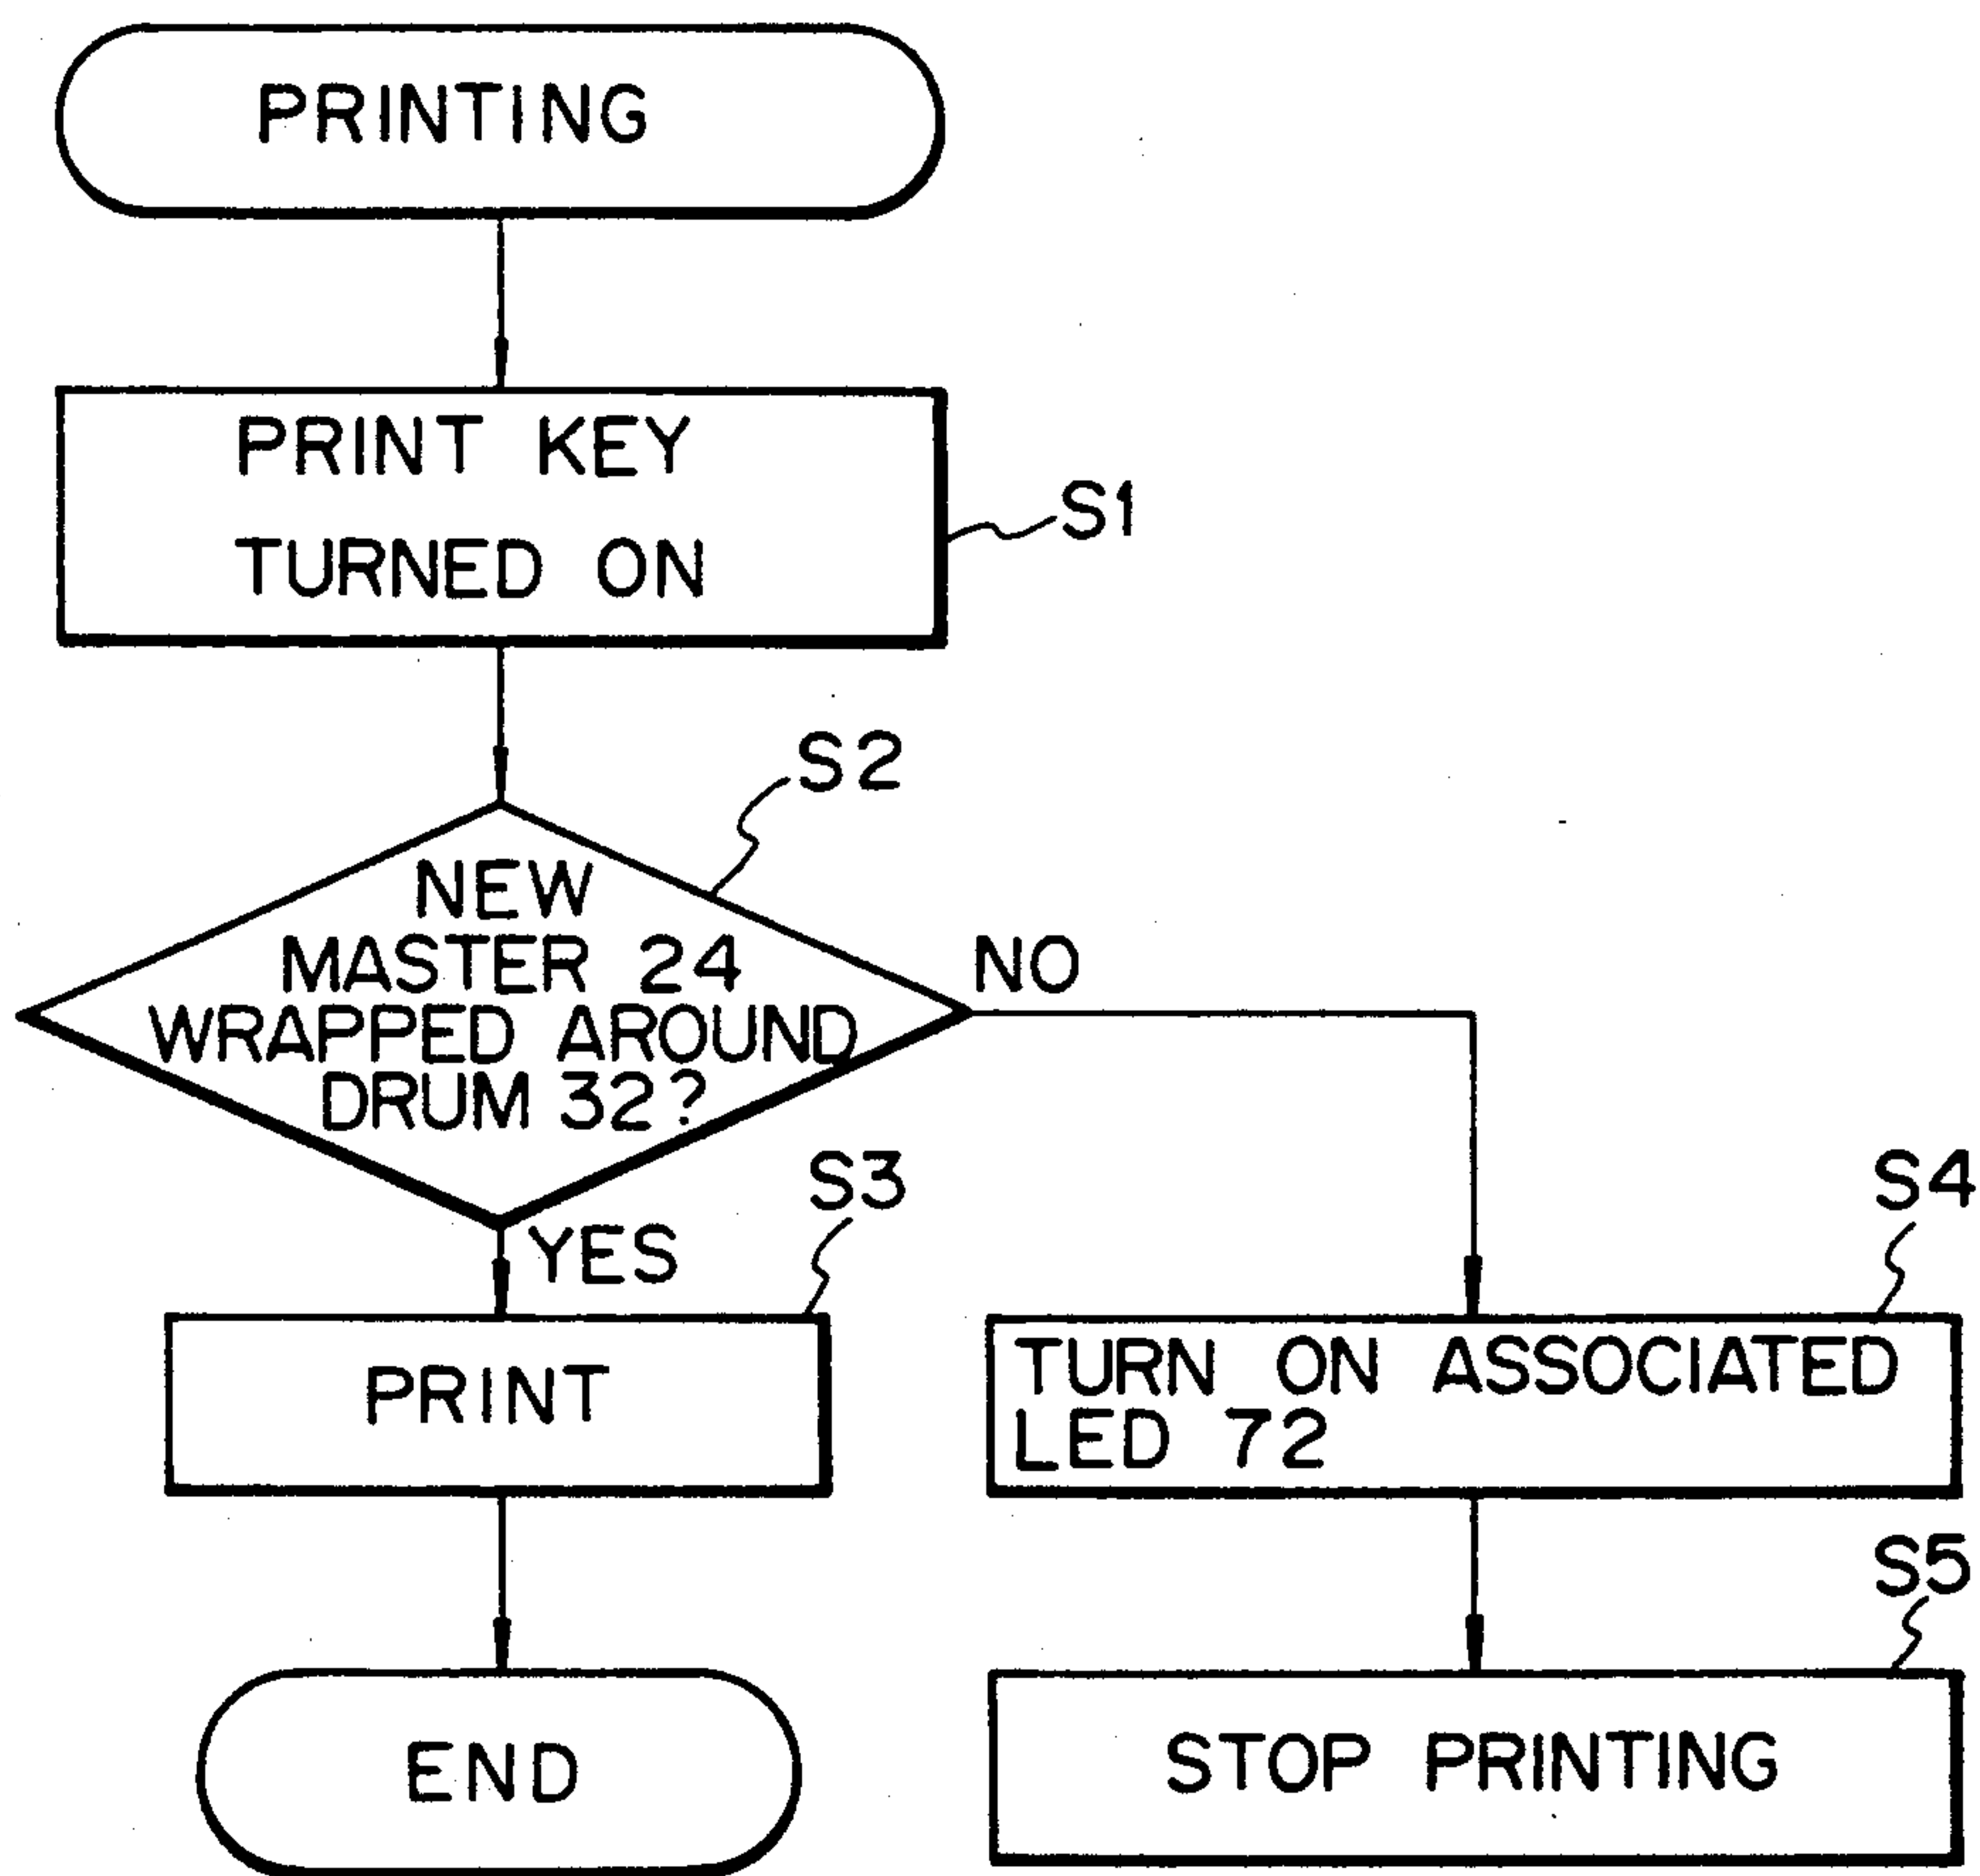 PRINTING
PRINT KEY
TURNED ON
S1
S2
NEW
MASTER 24
WRAPPED AROUND
DRUM 32?
NO
YES
S3
PRINT
END
S4
TURN ON ASSOCIATED
LED 72
S5
STOP PRINTING